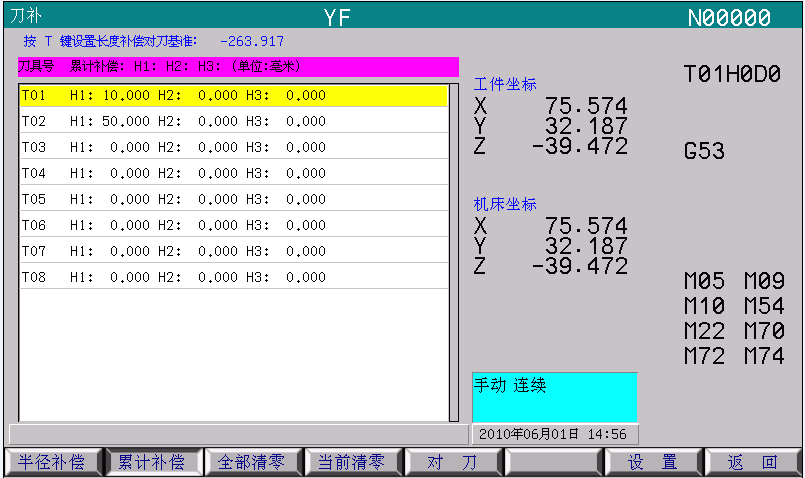 刀补 YF N00000
按 T 键设置长度补偿对刀基准: -263.917
刀具号 累计补偿: H1: H2: H3: (单位:毫米)
T01 H1: 10.000 H2: 0.000 H3: 0.000
T02 H1: 50.000 H2: 0.000 H3: 0.000
T03 H1: 0.000 H2: 0.000 H3: 0.000
T04 H1: 0.000 H2: 0.000 H3: 0.000
T05 H1: 0.000 H2: 0.000 H3: 0.000
T06 H1: 0.000 H2: 0.000 H3: 0.000
T07 H1: 0.000 H2: 0.000 H3: 0.000
T08 H1: 0.000 H2: 0.000 H3: 0.000
工件坐标
X 75.574
Y 32.187
Z -39.472
机床坐标
X 75.574
Y 32.187
Z -39.472
T01H0D0
G53
M05 M09
M10 M54
M22 M70
M72 M74
手动 连续
2010年06月01日 14:56
半径补偿 累计补偿 全部清零 当前清零 对 刀 设 置 返 回